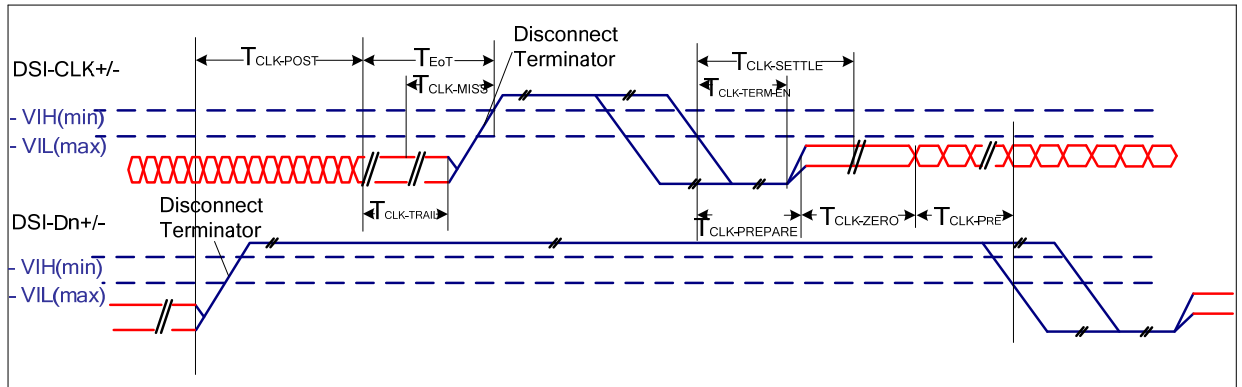 Disconnect
Terminator
DSI-CLK+/-
TCLK-POST
TEoT
TCLK-MISS
TCLK-SETTLE
TCLK-TERM-EN
- VIH(min)
- VIL(max)
TCLK-TRAIL
TCLK-PREPARE
TCLK-ZERO
TCLK-PRE
Disconnect
Terminator
DSI-Dn+/-
- VIH(min)
- VIL(max)